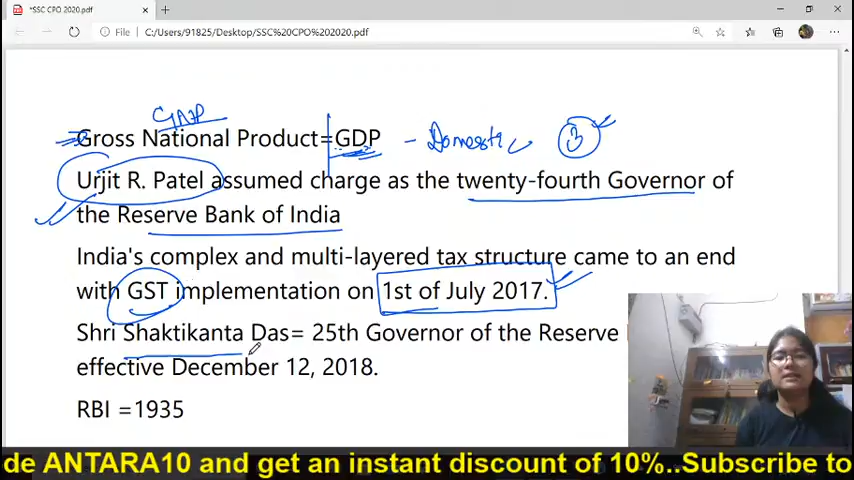 *SSC CPO 2020.pdf
File C:/Users/91825/Desktop/SSC%20CPO%202020.pdf
GNP
Gross National Product=GDP - Domestic 3
Urjit R. Patel assumed charge as the twenty-fourth Governor of
the Reserve Bank of India
India's complex and multi-layered tax structure came to an end
with GST implementation on 1st of July 2017.
Shri Shaktikanta Das= 25th Governor of the Reserve
effective December 12, 2018.
RBI =1935
de ANTARA10 and get an instant discount of 10%..Subscribe to